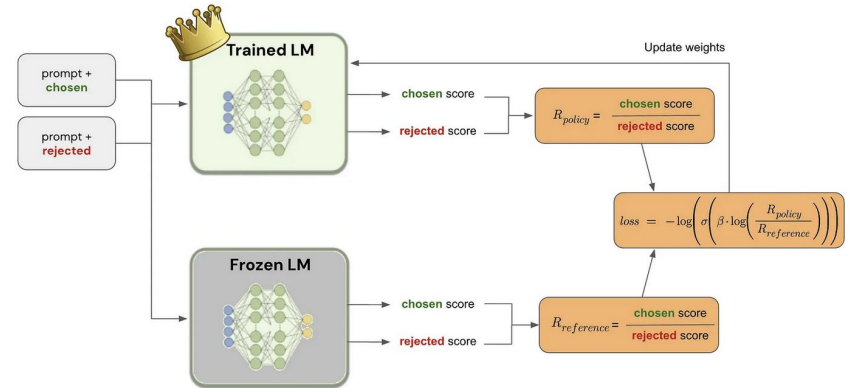 Update weights
Trained LM
prompt +
chosen
prompt +
rejected
chosen score
rejected score
R_policy = chosen score / rejected score
loss = -log(σ(β·log(R_policy / R_reference)))
Frozen LM
chosen score
rejected score
R_reference = chosen score / rejected score